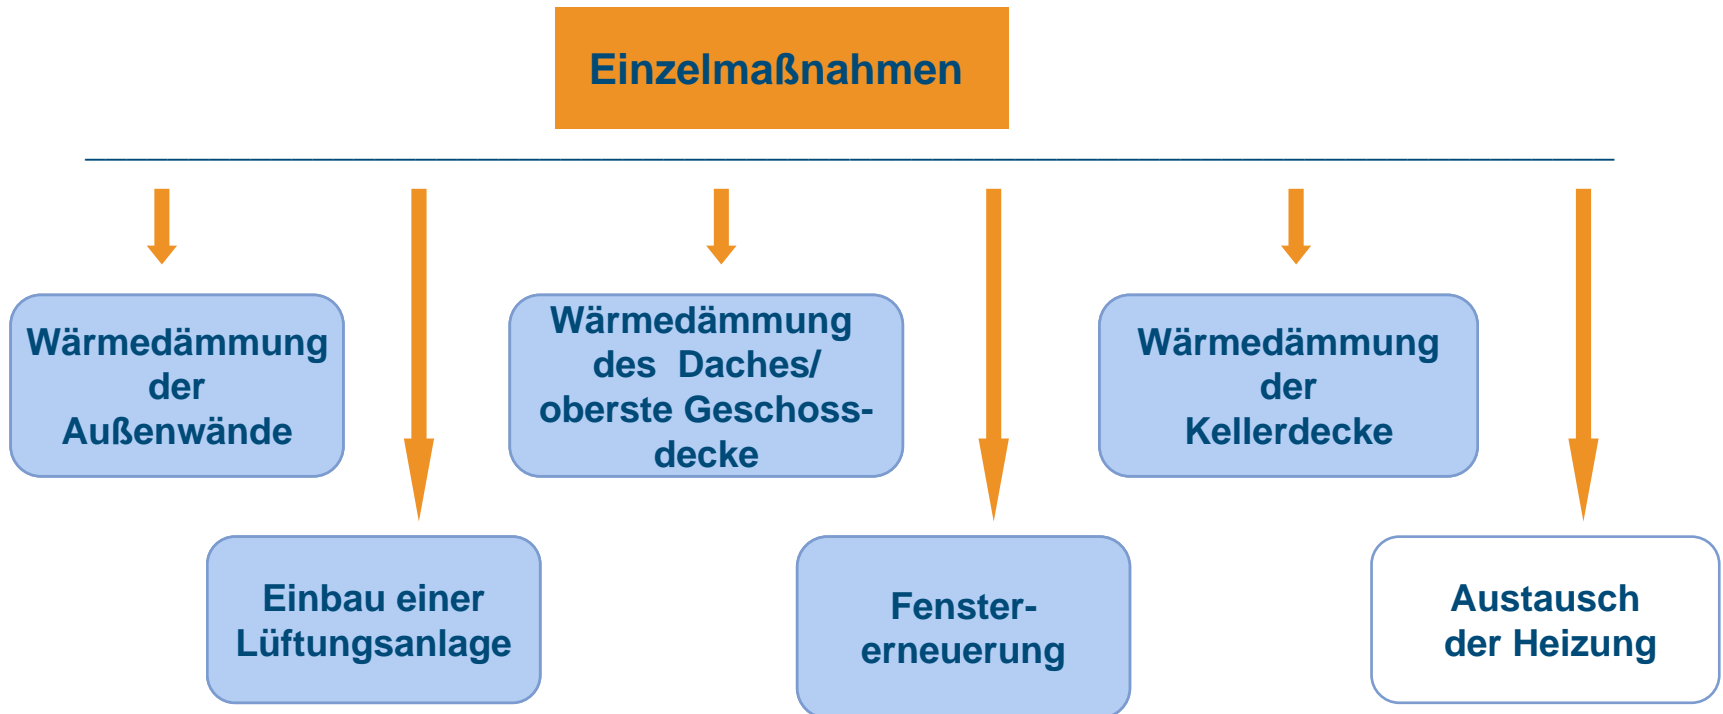 Einzelmaßnahmen
Wärmedämmung
der
Außenwände
Wärmedämmung
des Daches/
oberste Geschoss-
decke
Wärmedämmung
der
Kellerdecke
Einbau einer
Lüftungsanlage
Fenster-
erneuerung
Austausch
der Heizung